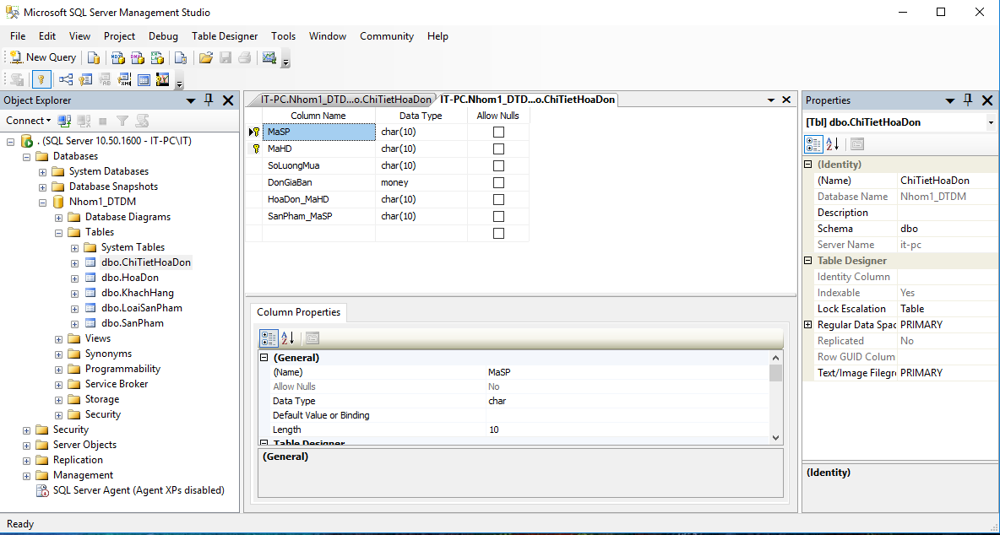 Microsoft SQL Server Management Studio
File Edit View Project Debug Table Designer Tools Window Community Help
New Query
Object Explorer
Connect
. (SQL Server 10.50.1600 - IT-PC\IT)
Databases
System Databases
Database Snapshots
Nhom1_DTDM
Database Diagrams
Tables
System Tables
dbo.ChiTietHoaDon
dbo.HoaDon
dbo.KhachHang
dbo.LoaiSanPham
dbo.SanPham
Views
Synonyms
Programmability
Service Broker
Storage
Security
Security
Server Objects
Replication
Management
SQL Server Agent (Agent XPs disabled)
IT-PC.Nhom1_DTD...o.ChiTietHoaDon IT-PC.Nhom1_DTD...o.ChiTietHoaDon
Column Name Data Type Allow Nulls
MaSP char(10)
MaHD char(10)
SoLuongMua char(10)
DonGiaBan money
HoaDon_MaHD char(10)
SanPham_MaSP char(10)
Column Properties
(General)
(Name) MaSP
Allow Nulls No
Data Type char
Default Value or Binding
Length 10
Table Designer
(General)
Properties
[Tbl] dbo.ChiTietHoaDon
(Identity)
(Name) ChiTietHoaDon
Database Name Nhom1_DTDM
Description
Schema dbo
Server Name it-pc
Table Designer
Identity Column
Indexable Yes
Lock Escalation Table
Regular Data Spac PRIMARY
Replicated No
Row GUID Colum
Text/Image Filegr PRIMARY
(Identity)
Ready